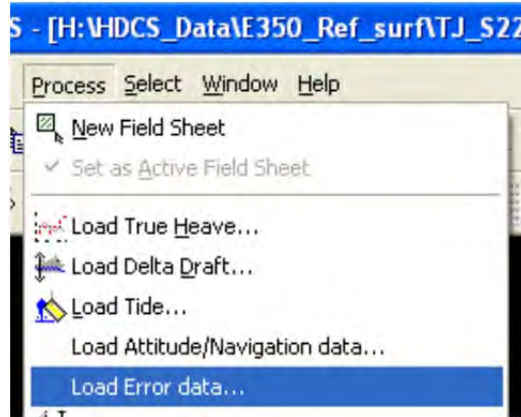 S - [H:\HDCS_Data\E350_Ref_surf\TJ_S22
Process Select Window Help
New Field Sheet
Set as Active Field Sheet
Load True Heave...
Load Delta Draft...
Load Tide...
Load Attitude/Navigation data...
Load Error data...